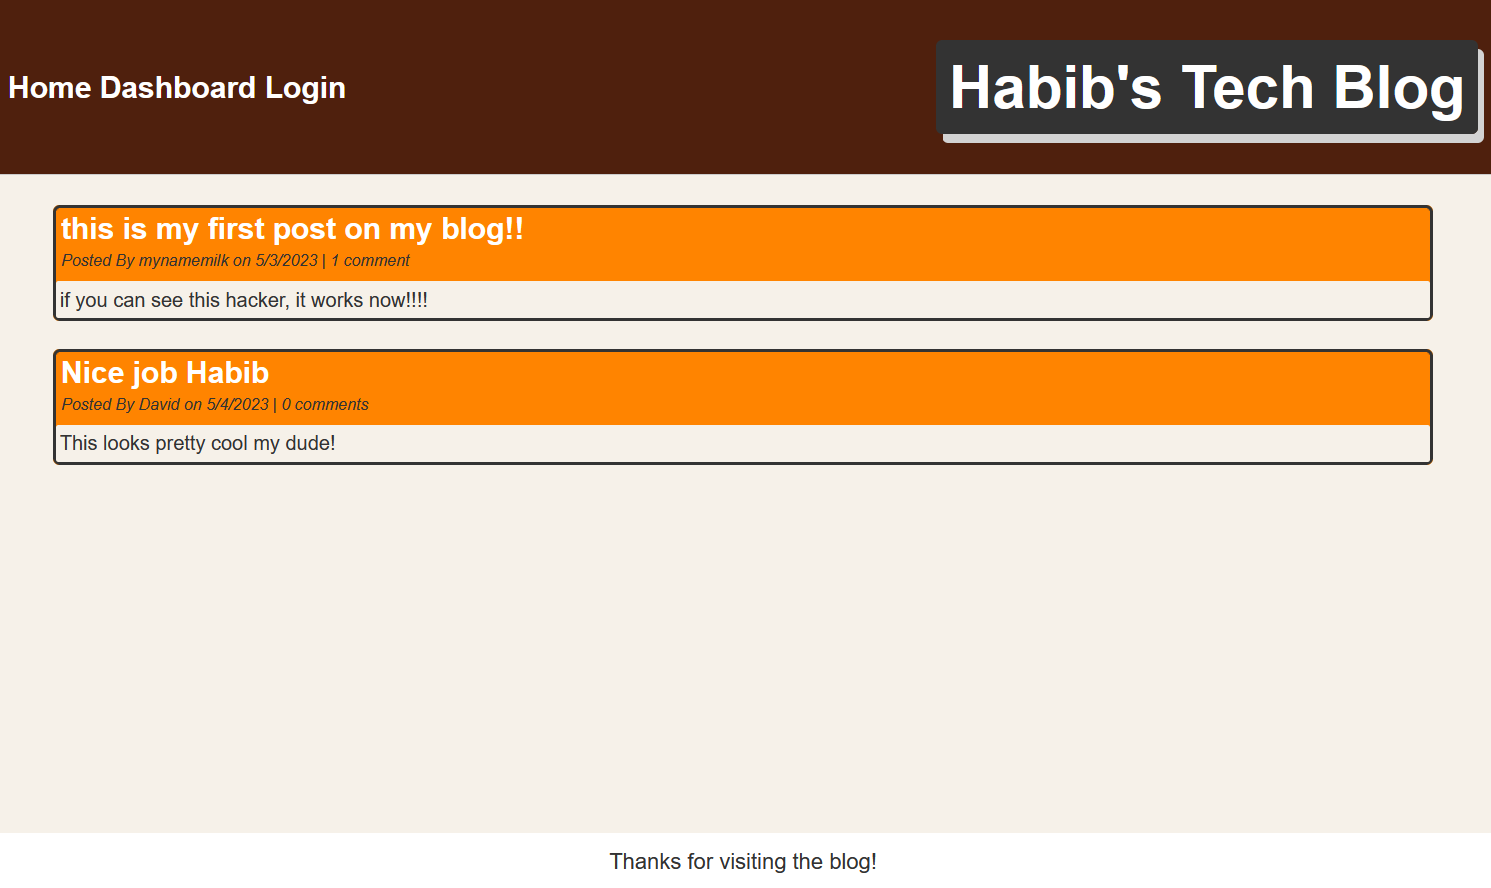 Home Dashboard Login
Habib's Tech Blog
this is my first post on my blog!!
Posted By mynamemilk on 5/3/2023 | 1 comment
if you can see this hacker, it works now!!!!
Nice job Habib
Posted By David on 5/4/2023 | 0 comments
This looks pretty cool my dude!
Thanks for visiting the blog!